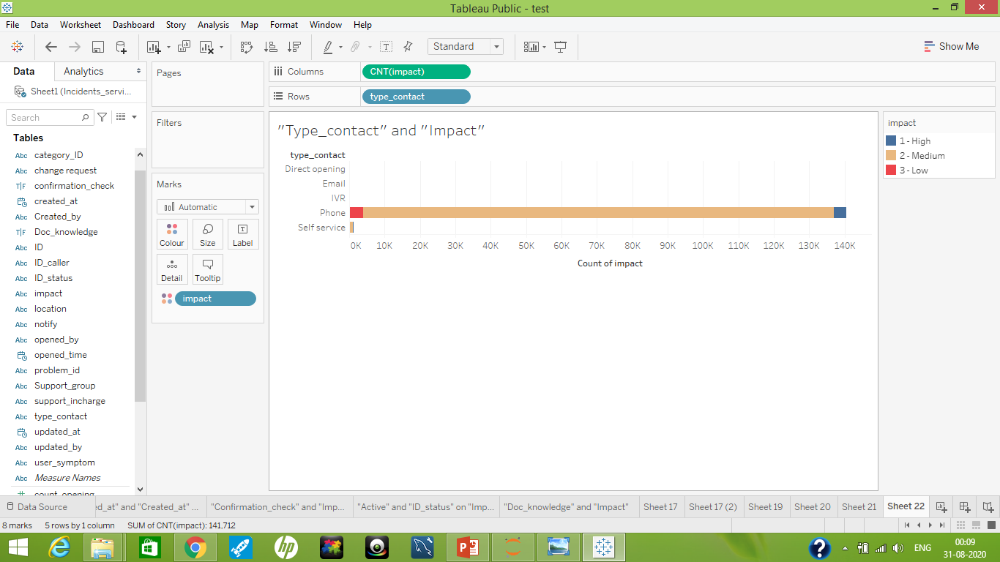 Tableau Public - test
File Data Worksheet Dashboard Story Analysis Map Format Window Help
Standard
Show Me
Data Analytics
Sheet1 (Incidents_servi...
Search
Tables
Abc category_ID
Abc change request
T|F confirmation_check
created_at
Abc Created_by
T|F Doc_knowledge
Abc ID
Abc ID_caller
Abc ID_status
Abc impact
Abc location
Abc notify
Abc opened_by
opened_time
Abc problem_id
Abc Support_group
Abc support_incharge
Abc type_contact
updated_at
Abc updated_by
Abc user_symptom
Abc Measure Names
# count_opening
Pages
Filters
Marks
Automatic
Colour Size Label
Detail Tooltip
impact
Columns CNT(impact)
Rows type_contact
"Type_contact" and "Impact"
type_contact
Direct opening
Email
IVR
Phone
Self service
0K 10K 20K 30K 40K 50K 60K 70K 80K 90K 100K 110K 120K 130K 140K
Count of impact
impact
1 - High
2 - Medium
3 - Low
Data Source ed_at" and "Created_at" ... "Confirmation_check" and "Imp... "Active" and "ID_status" on "Imp... "Doc_knowledge" and "Impact" Sheet 17 Sheet 17 (2) Sheet 19 Sheet 20 Sheet 21 Sheet 22
8 marks 5 rows by 1 column SUM of CNT(impact): 141,712
hp
ENG
00:09
31-08-2020